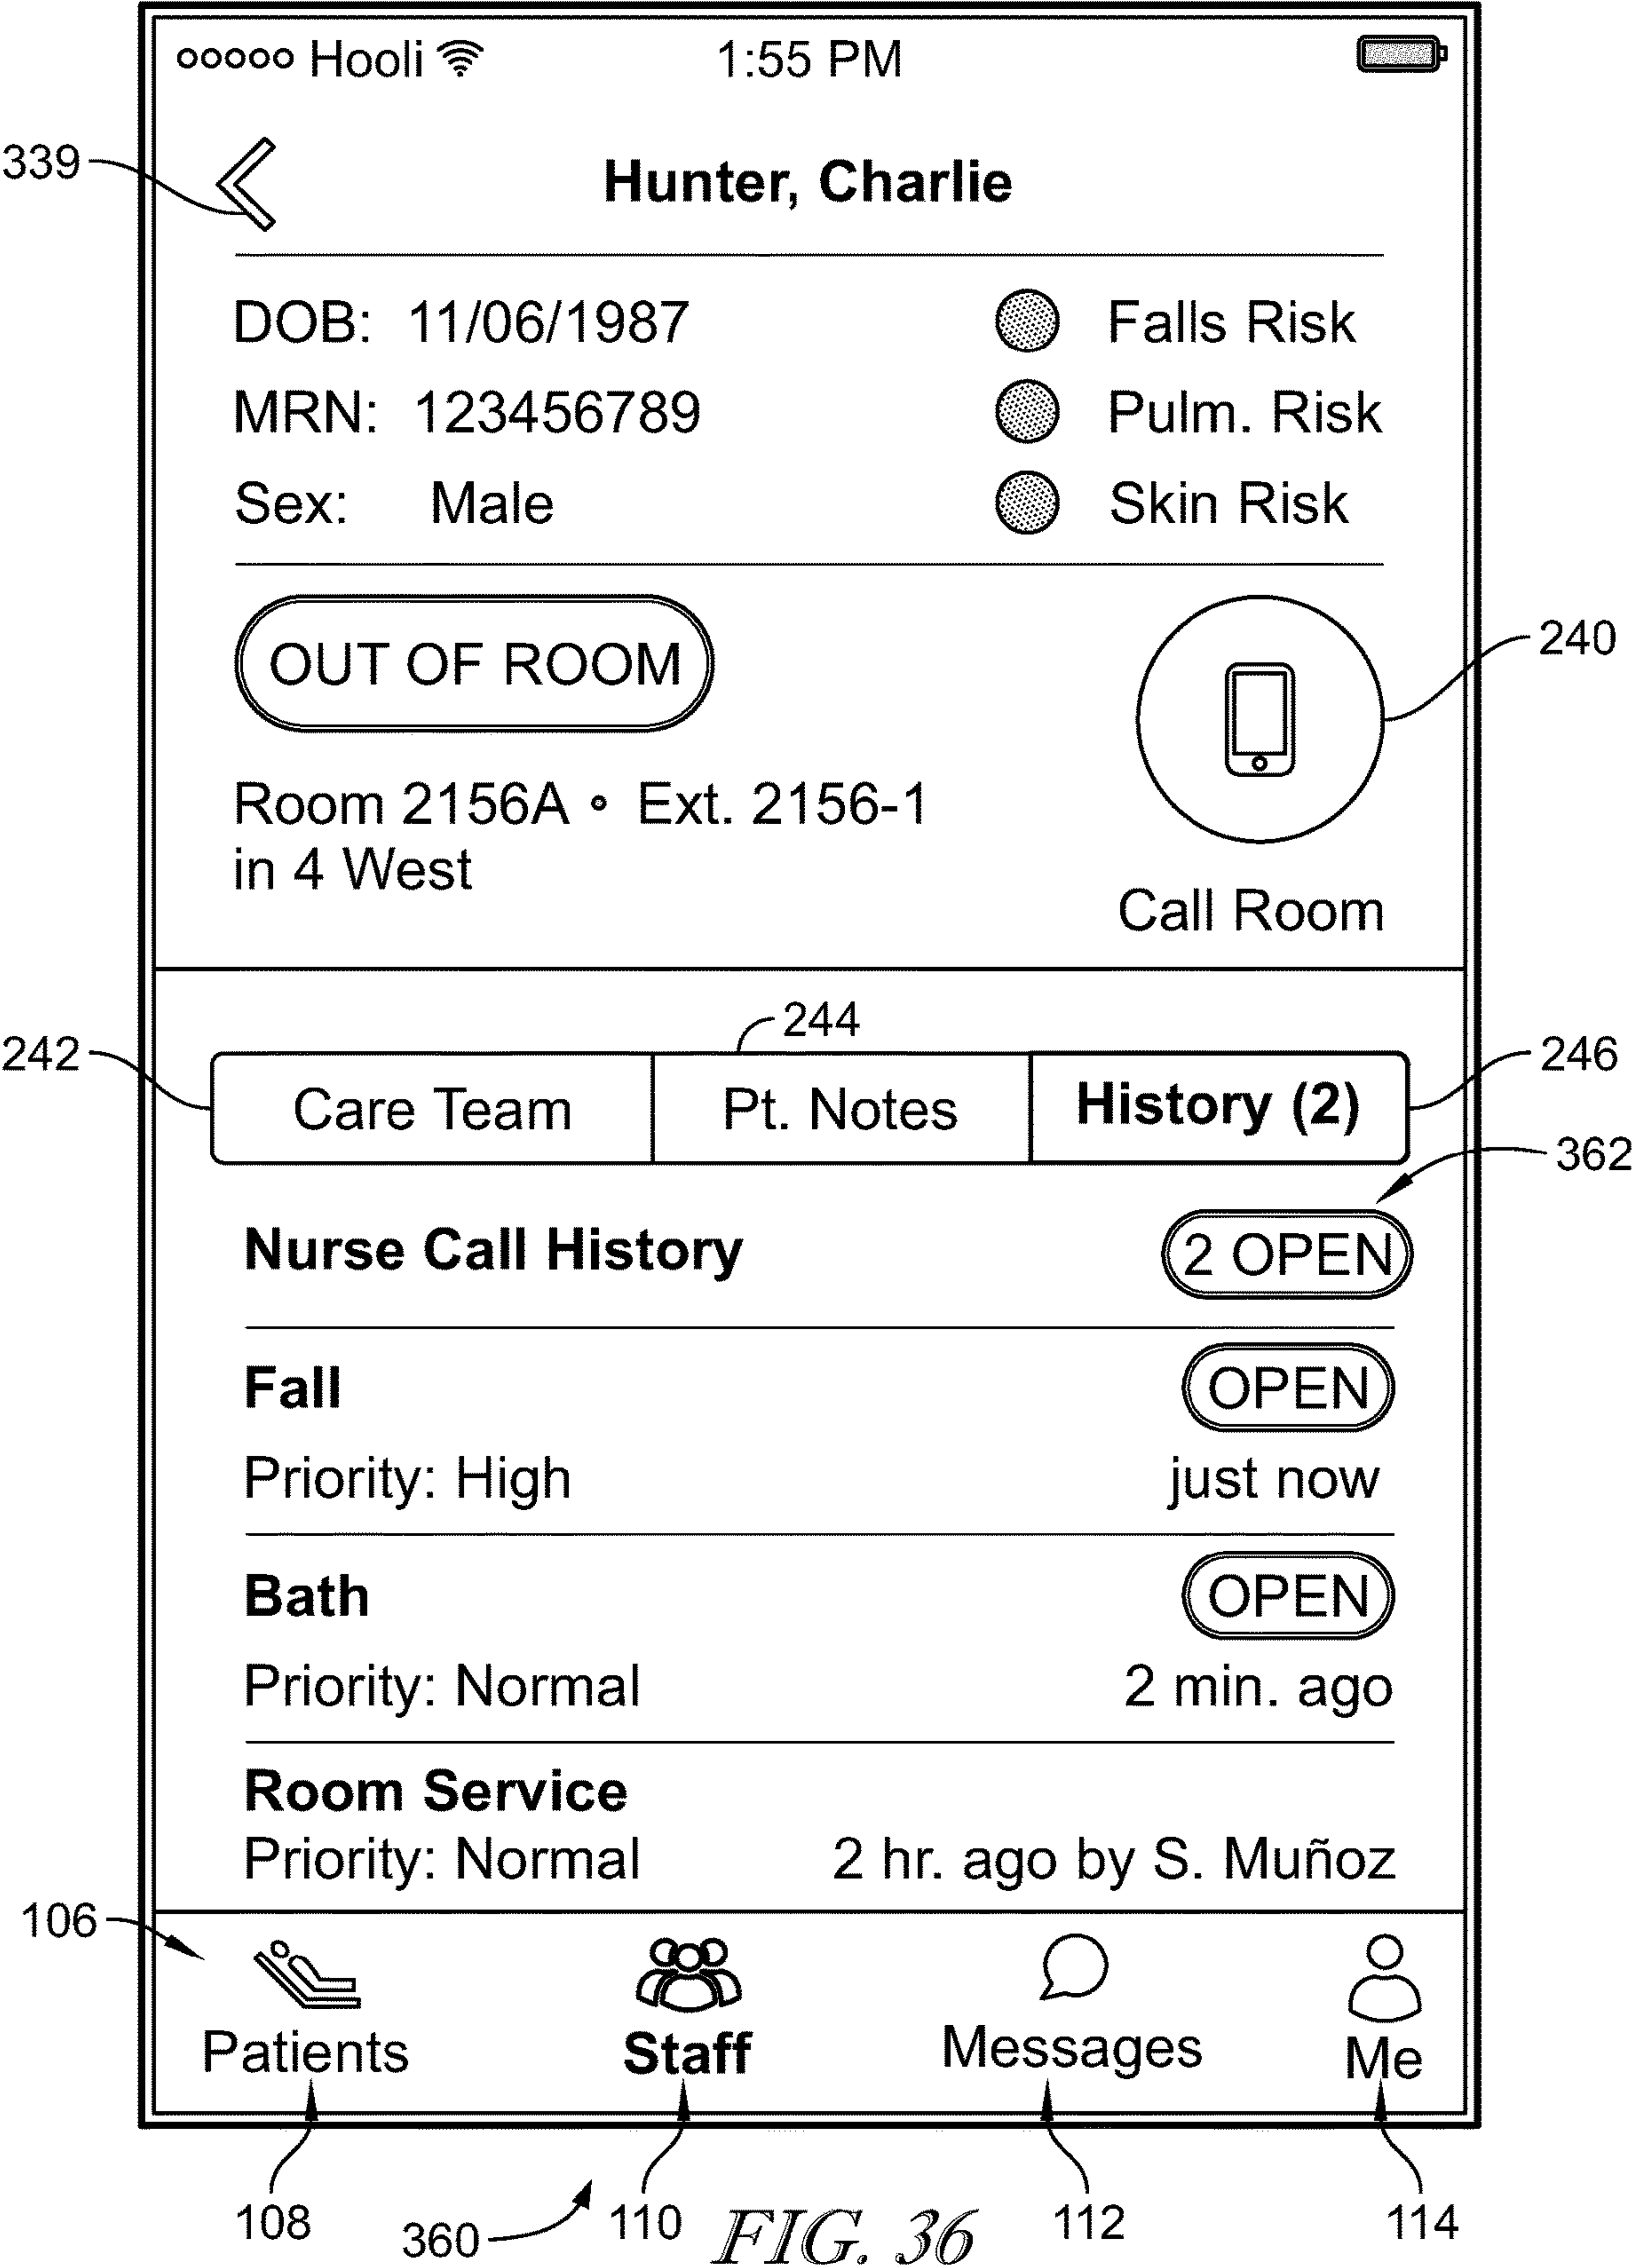 Hooli 1:55 PM
339
Hunter, Charlie
DOB: 11/06/1987 Falls Risk
MRN: 123456789 Pulm. Risk
Sex: Male Skin Risk
OUT OF ROOM
240
Room 2156A • Ext. 2156-1
in 4 West
Call Room
244
242
246
Care Team Pt. Notes History (2)
362
Nurse Call History 2 OPEN
Fall OPEN
Priority: High just now
Bath OPEN
Priority: Normal 2 min. ago
Room Service
Priority: Normal 2 hr. ago by S. Muñoz
106
Patients Staff Messages Me
108 360 110 112 114
FIG. 36